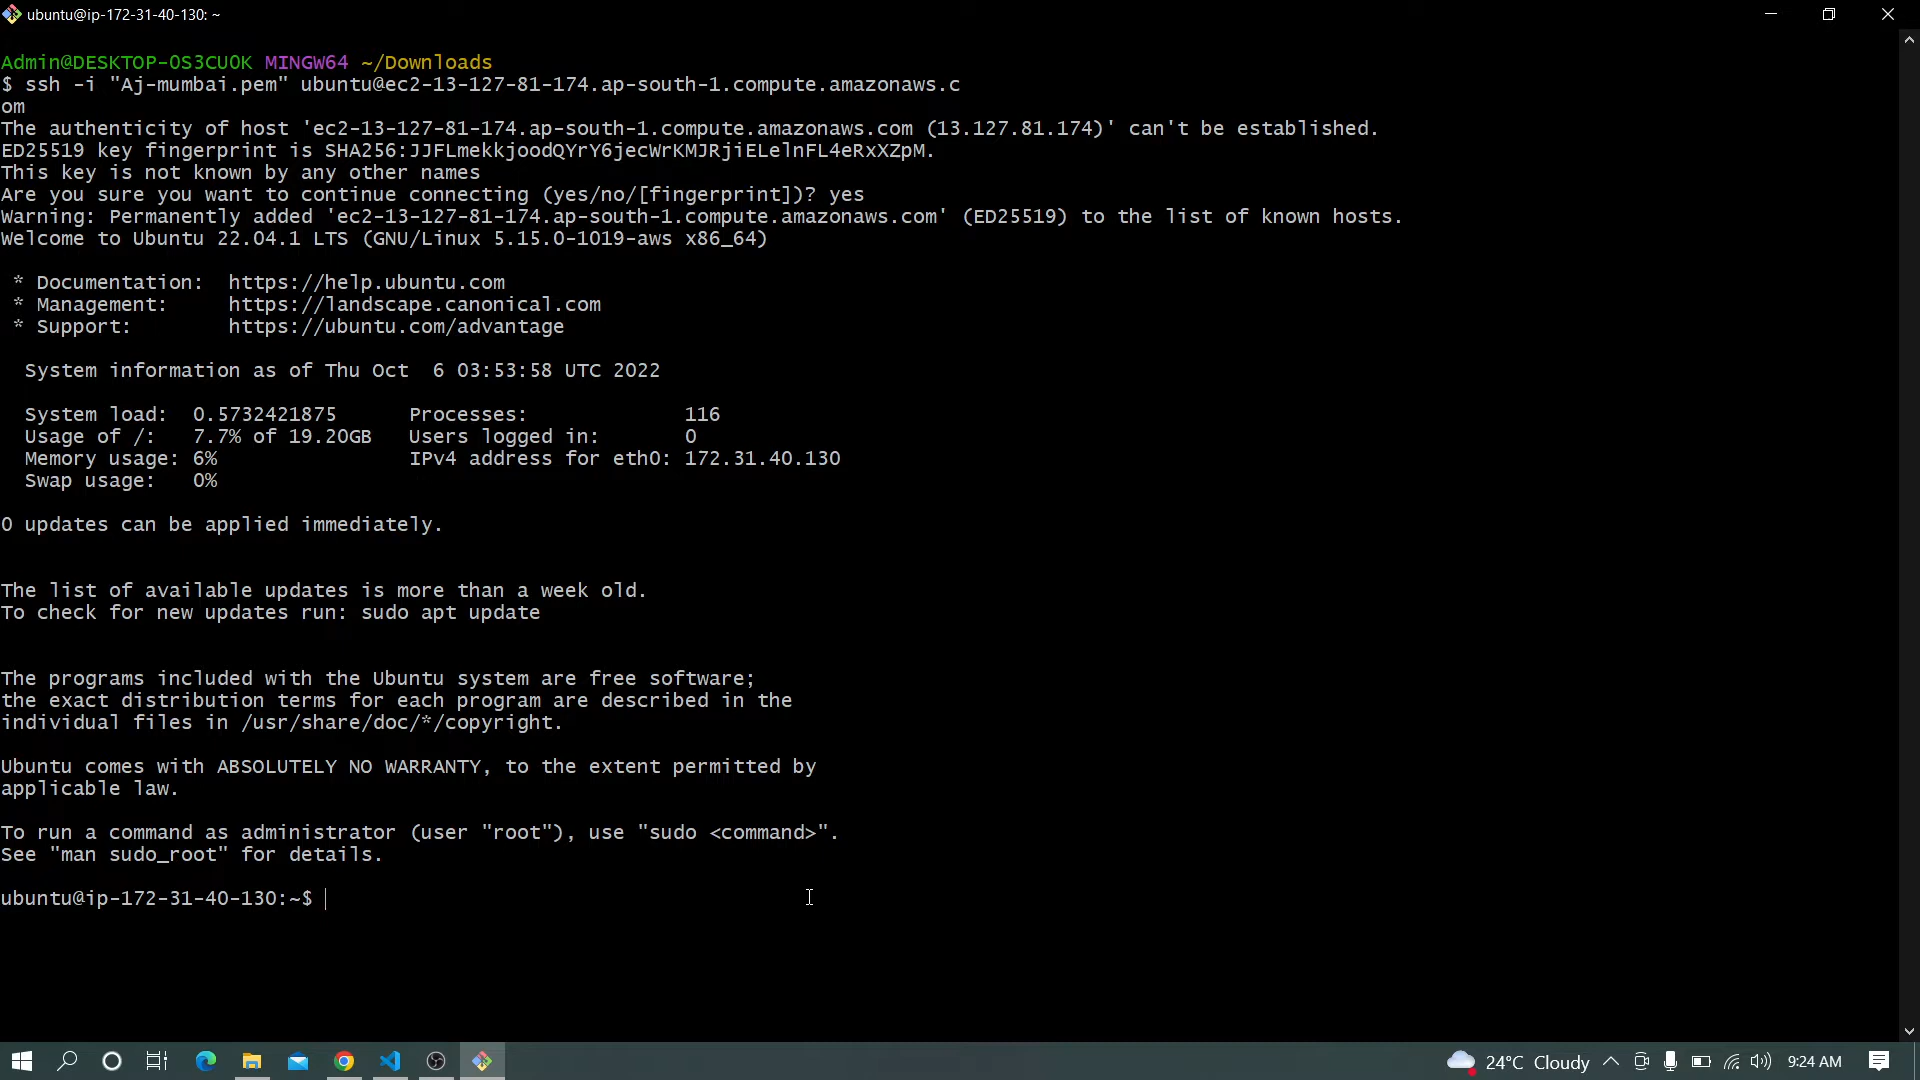 ubuntu@ip-172-31-40-130: ~
Admin@DESKTOP-OS3CU0K MINGW64 ~/Downloads
$ ssh -i "Aj-mumbai.pem" ubuntu@ec2-13-127-81-174.ap-south-1.compute.amazonaws.c
om
The authenticity of host 'ec2-13-127-81-174.ap-south-1.compute.amazonaws.com (13.127.81.174)' can't be established.
ED25519 key fingerprint is SHA256:JJFLmekkjoodQYrY6jecWrKMJRjiELelnFL4eRxXZpM.
This key is not known by any other names
Are you sure you want to continue connecting (yes/no/[fingerprint])? yes
Warning: Permanently added 'ec2-13-127-81-174.ap-south-1.compute.amazonaws.com' (ED25519) to the list of known hosts.
Welcome to Ubuntu 22.04.1 LTS (GNU/Linux 5.15.0-1019-aws x86_64)
* Documentation:  https://help.ubuntu.com
* Management:     https://landscape.canonical.com
* Support:        https://ubuntu.com/advantage
System information as of Thu Oct  6 03:53:58 UTC 2022
System load:  0.5732421875      Processes:             116
Usage of /:   7.7% of 19.20GB   Users logged in:       0
Memory usage: 6%                IPv4 address for eth0: 172.31.40.130
Swap usage:   0%
0 updates can be applied immediately.
The list of available updates is more than a week old.
To check for new updates run: sudo apt update
The programs included with the Ubuntu system are free software;
the exact distribution terms for each program are described in the
individual files in /usr/share/doc/*/copyright.
Ubuntu comes with ABSOLUTELY NO WARRANTY, to the extent permitted by
applicable law.
To run a command as administrator (user "root"), use "sudo <command>".
See "man sudo_root" for details.
ubuntu@ip-172-31-40-130:~$
24°C Cloudy
9:24 AM